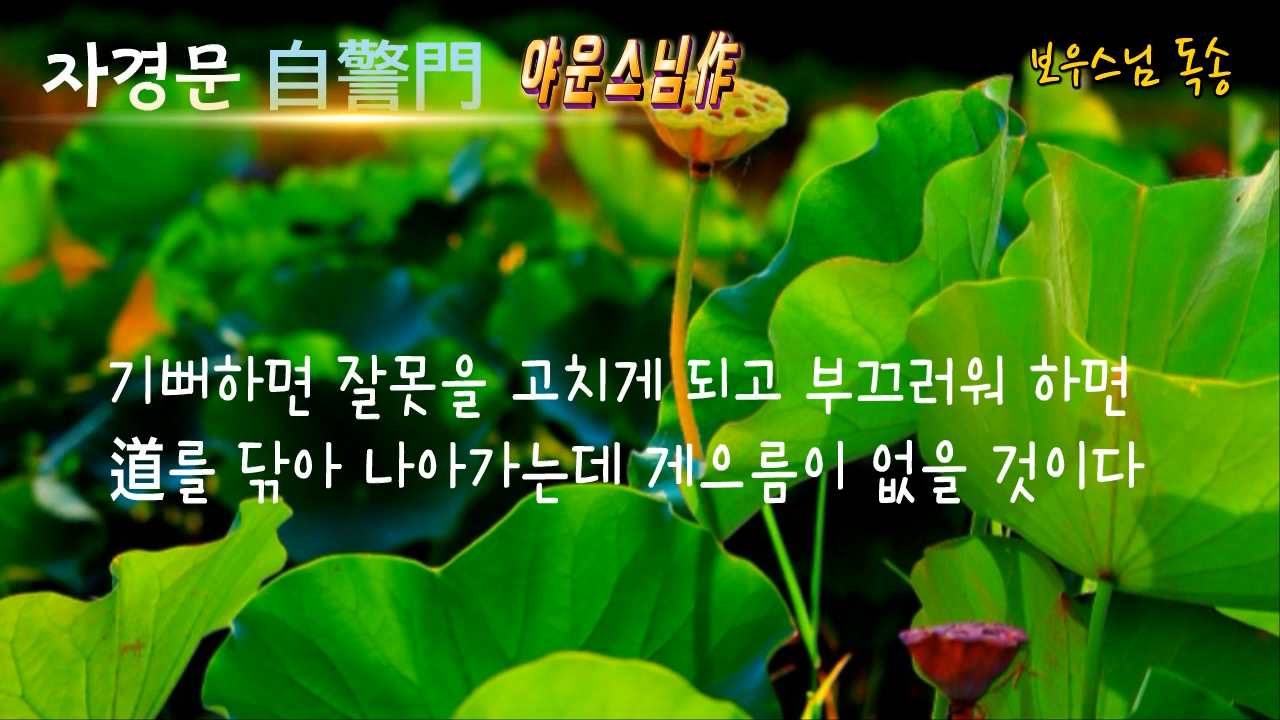 자경문 自警門 야운스님作 보우스님 독송
기뻐하면 잘못을 고치게 되고 부끄러워 하면
道를 닦아 나아가는데 게으름이 없을 것이다